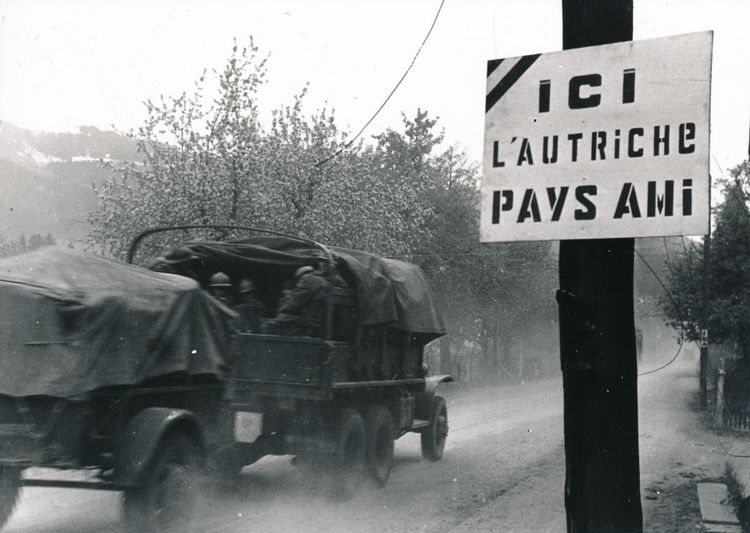 iCi
L'AUTRiCHE
PAYS AMi